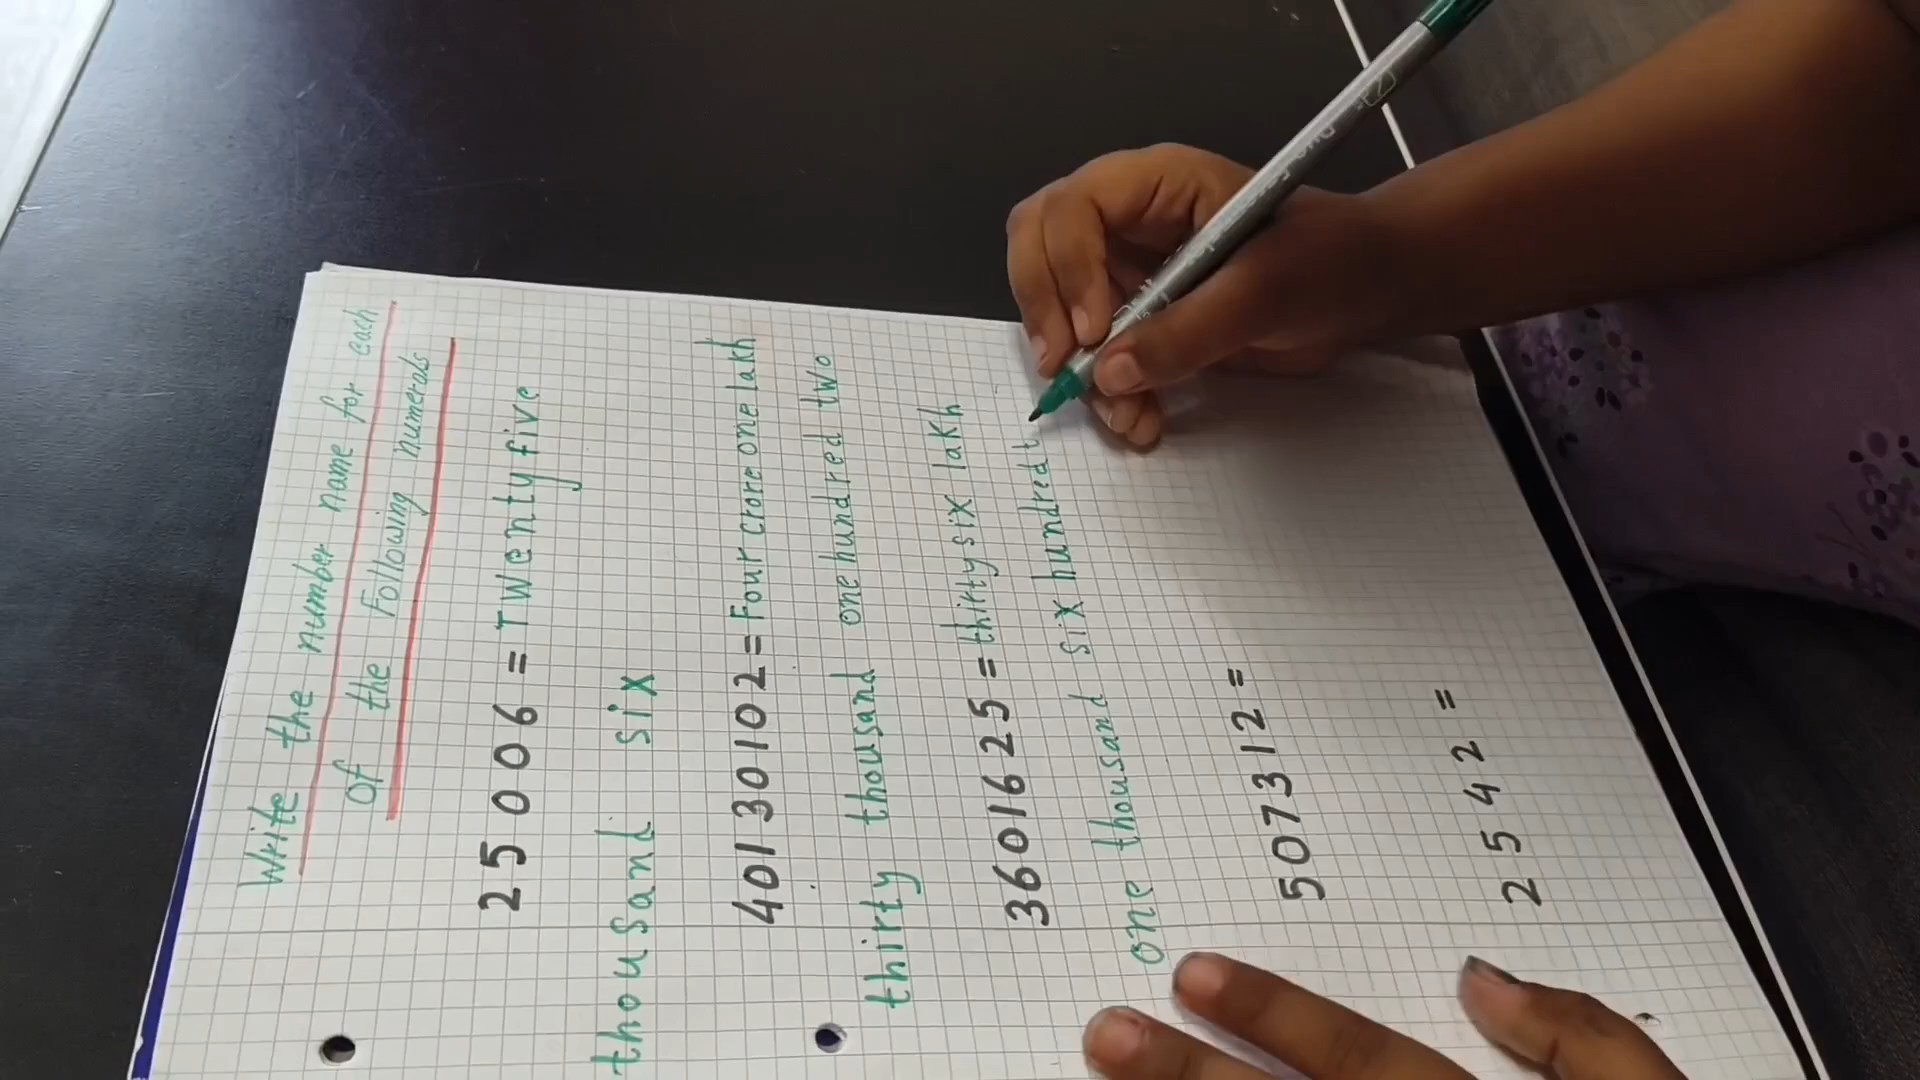 Write the number name for each
of the Following numerals
25006 = Twenty five
thousand six
40130102 = Four crore one lakh
thirty thousand one hundred two
3601625 = thirty six lakh
one thousand six hundred t
507312 =
2542 =